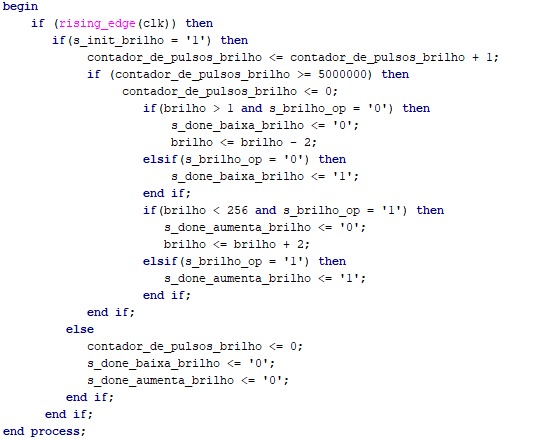 begin
if (rising_edge(clk)) then
if(s_init_brilho = '1') then
contador_de_pulsos_brilho <= contador_de_pulsos_brilho + 1;
if (contador_de_pulsos_brilho >= 5000000) then
contador_de_pulsos_brilho <= 0;
if(brilho > 1 and s_brilho_op = '0') then
s_done_baixa_brilho <= '0';
brilho <= brilho - 2;
elsif(s_brilho_op = '0') then
s_done_baixa_brilho <= '1';
end if;
if(brilho < 256 and s_brilho_op = '1') then
s_done_aumenta_brilho <= '0';
brilho <= brilho + 2;
elsif(s_brilho_op = '1') then
s_done_aumenta_brilho <= '1';
end if;
end if;
else
contador_de_pulsos_brilho <= 0;
s_done_baixa_brilho <= '0';
s_done_aumenta_brilho <= '0';
end if;
end if;
end process;